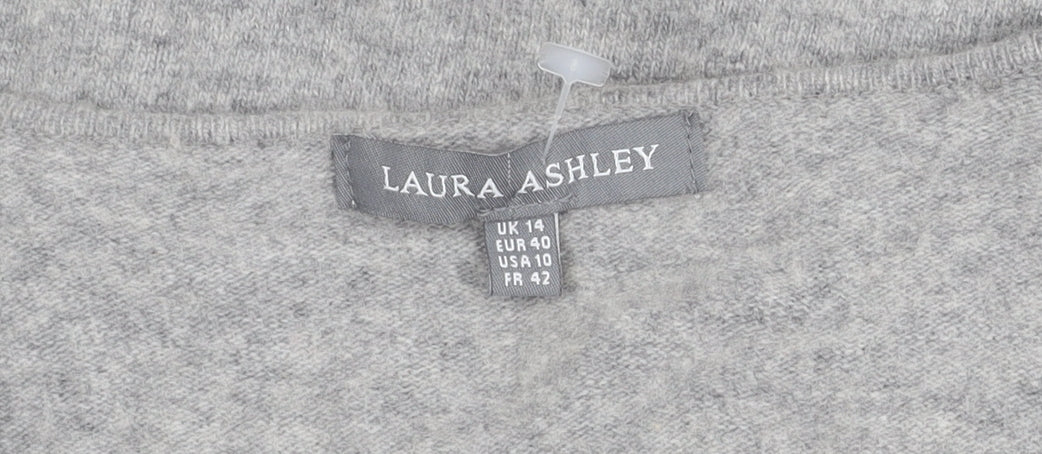 LAURA ASHLEY
UK 14
EUR 40
USA 10
FR 42